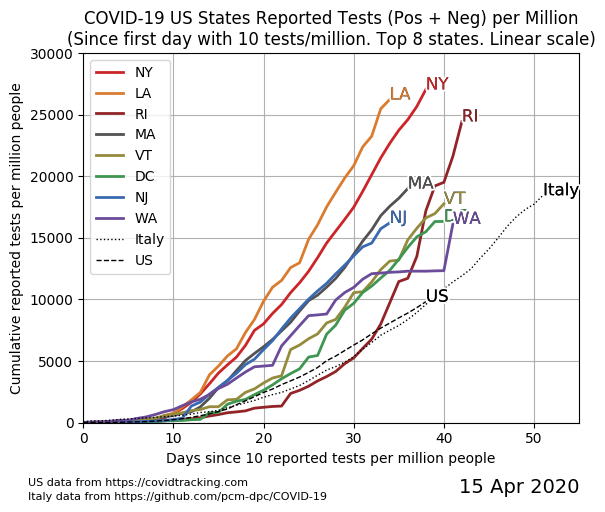 COVID-19 US States Reported Tests (Pos + Neg) per Million
(Since first day with 10 tests/million. Top 8 states. Linear scale)
Cumulative reported tests per million people
30000
25000
20000
15000
10000
5000
0
NY
LA
RI
MA
VT
DC
NJ
WA
Italy
US
NY
LA
RI
MA
Italy
VT
NJ
WA
US
0 10 20 30 40 50
Days since 10 reported tests per million people
US data from https://covidtracking.com
Italy data from https://github.com/pcm-dpc/COVID-19
15 Apr 2020